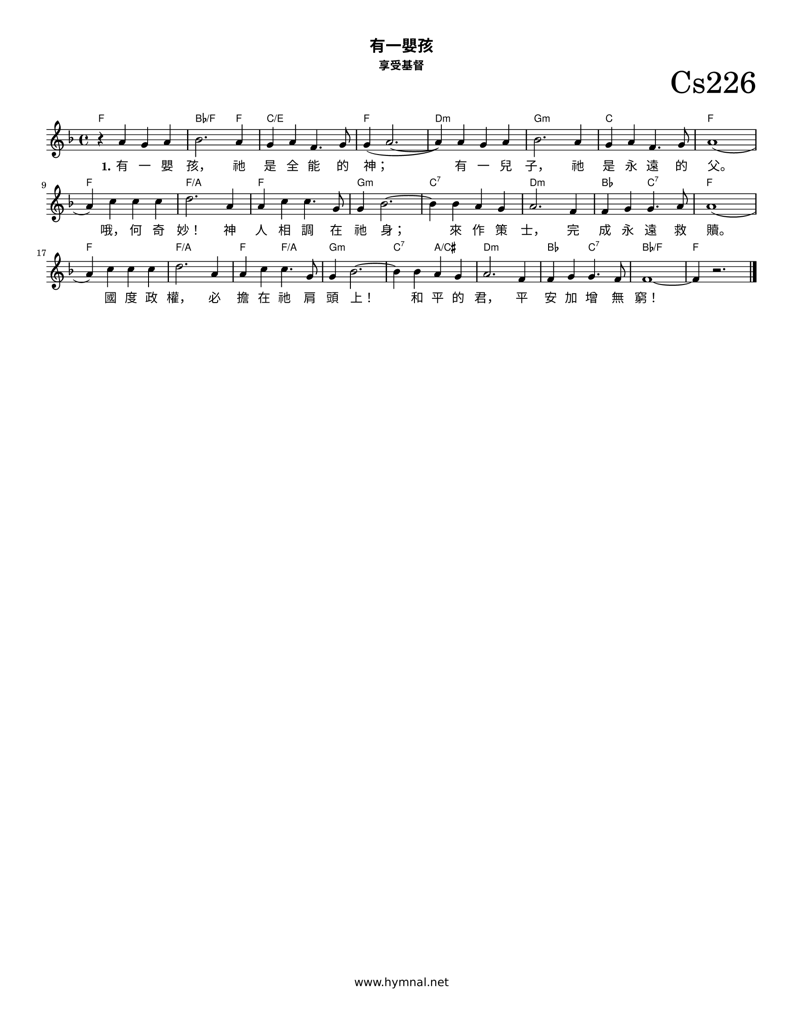 有一嬰孩
享受基督
Cs226
F B♭/F F C/E F Dm Gm C F
1. 有 一 嬰 孩， 祂 是 全 能 的 神； 有 一 兒 子， 祂 是 永 遠 的 父。
9 F F/A F Gm C7 Dm B♭ C7 F
哦， 何 奇 妙！ 神 人 相 調 在 祂 身； 來 作 策 士， 完 成 永 遠 救 贖。
17 F F/A F F/A Gm C7 A/C♯ Dm B♭ C7 B♭/F F
國 度 政 權， 必 擔 在 祂 肩 頭 上！ 和 平 的 君， 平 安 加 增 無 窮！
www.hymnal.net